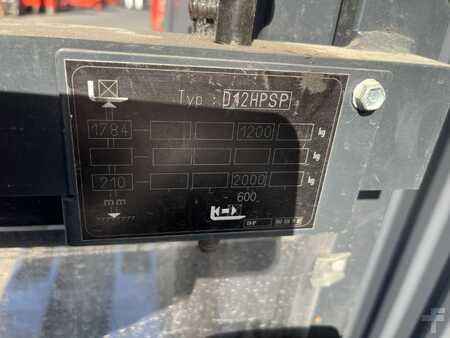 Typ : D12HPSP
1784 1200 kg
kg
210 2000 kg
mm 600